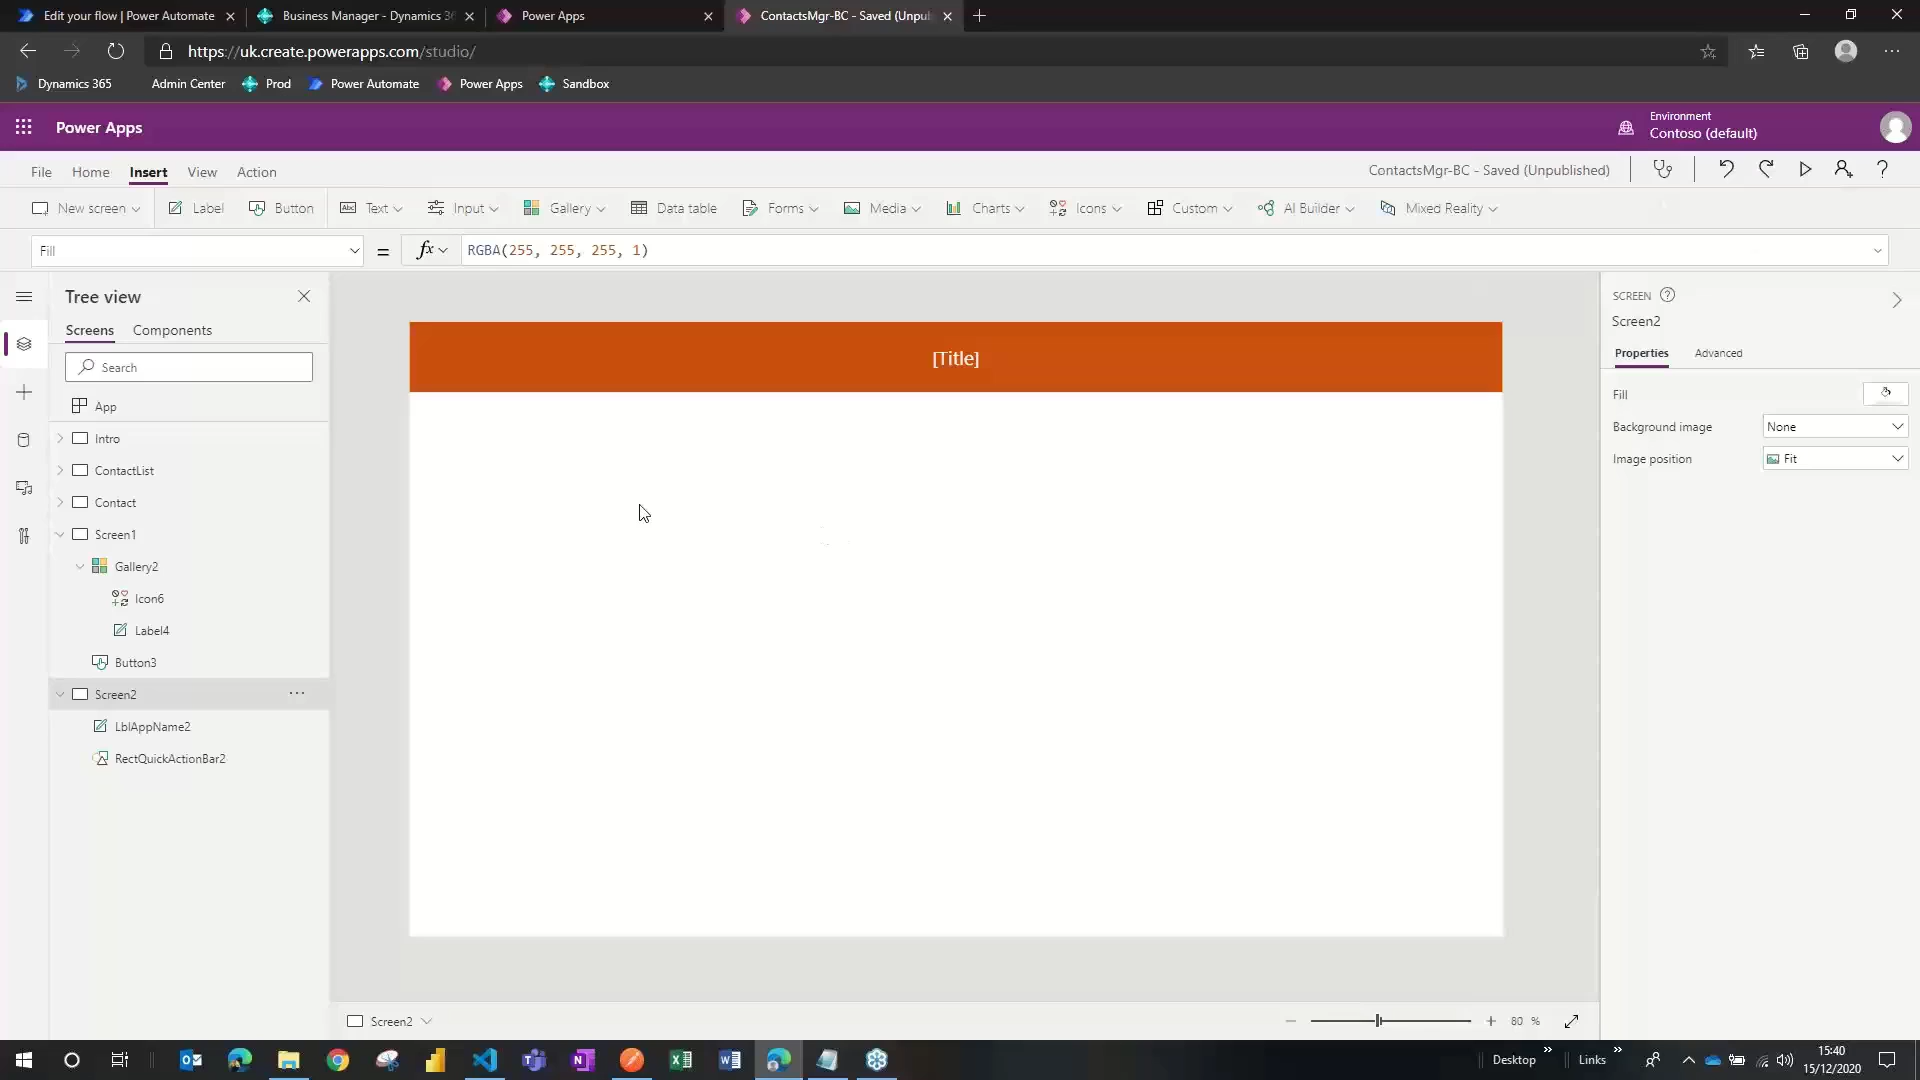 Edit your flow | Power Automate
Business Manager - Dynamics 36
Power Apps
ContactsMgr-BC - Saved (Unpubl
https://uk.create.powerapps.com/studio/
Dynamics 365
Admin Center
Prod
Power Automate
Power Apps
Sandbox
Power Apps
Environment
Contoso (default)
File
Home
Insert
View
Action
ContactsMgr-BC - Saved (Unpublished)
New screen
Label
Button
Abc
Text
Input
Gallery
Data table
Forms
Media
Charts
Icons
Custom
AI Builder
Mixed Reality
Fill
=
fx
RGBA(255, 255, 255, 1)
Tree view
Screens
Components
Search
App
Intro
ContactList
Contact
Screen1
Gallery2
Icon6
Label4
Button3
Screen2
LblAppName2
RectQuickActionBar2
[Title]
SCREEN
Screen2
Properties
Advanced
Fill
Background image
None
Image position
Fit
Screen2
80 %
Desktop
Links
15:40
15/12/2020